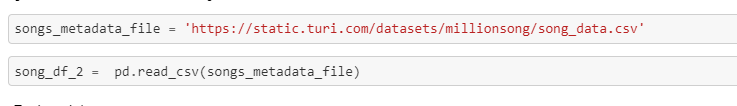 songs_metadata_file = 'https://static.turi.com/datasets/millionsong/song_data.csv'
song_df_2 =  pd.read_csv(songs_metadata_file)